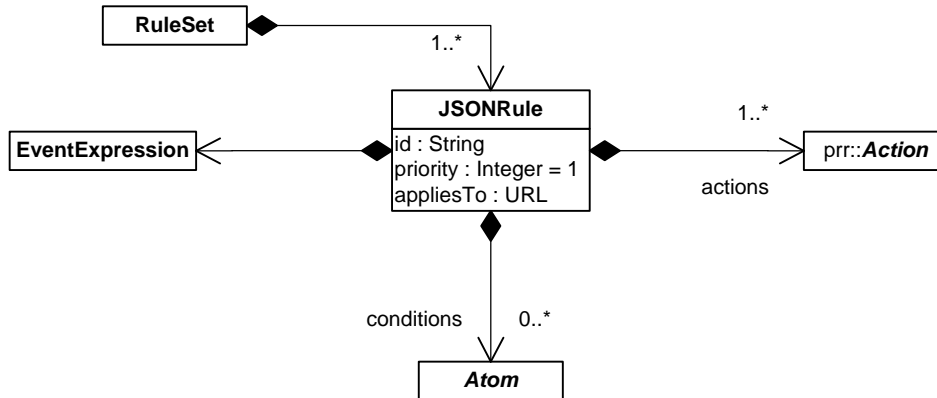 RuleSet
1..*
JSONRule
id : String
priority : Integer = 1
appliesTo : URL
EventExpression
1..*
prr::Action
actions
conditions
0..*
Atom